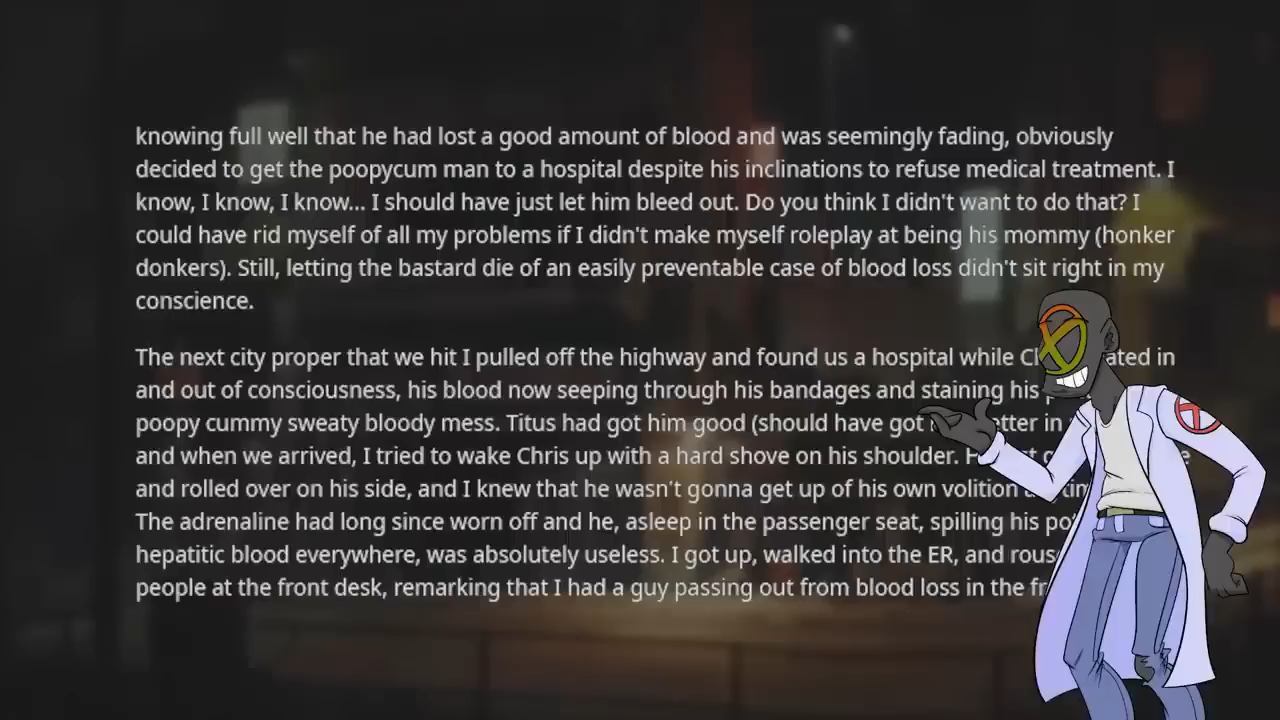 knowing full well that he had lost a good amount of blood and was seemingly fading, obviously
decided to get the poopycum man to a hospital despite his inclinations to refuse medical treatment. I
know, I know, I know... I should have just let him bleed out. Do you think I didn't want to do that? I
could have rid myself of all my problems if I didn't make myself roleplay at being his mommy (honker
donkers). Still, letting the bastard die of an easily preventable case of blood loss didn't sit right in my
conscience.
The next city proper that we hit I pulled off the highway and found us a hospital while in
and out of consciousness, his blood now seeping through his bandages and staining his
poopy cummy sweaty bloody mess. Titus had got him good (should have got in
and when we arrived, I tried to wake Chris up with a hard shove on his shoulder.
and rolled over on his side, and I knew that he wasn't gonna get up of his own volition
The adrenaline had long since worn off and he, asleep in the passenger seat, spilling his
hepatitic blood everywhere, was absolutely useless. I got up, walked into the ER, and
people at the front desk, remarking that I had a guy passing out from blood loss in the